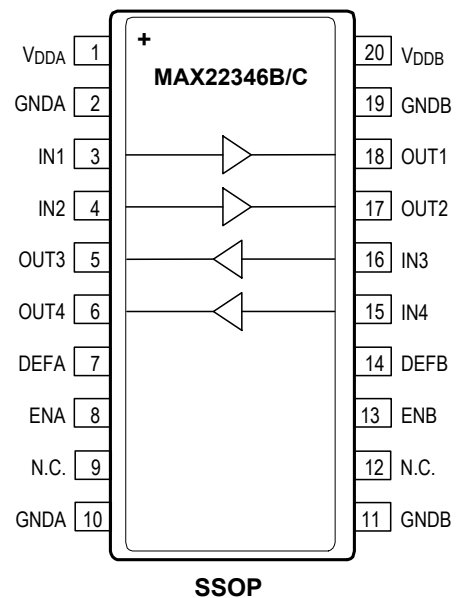 +
MAX22346B/C
VDDA 1
20 VDDB
GNDA 2
19 GNDB
IN1 3
18 OUT1
IN2 4
17 OUT2
OUT3 5
16 IN3
OUT4 6
15 IN4
DEFA 7
14 DEFB
ENA 8
13 ENB
N.C. 9
12 N.C.
GNDA 10
11 GNDB
SSOP